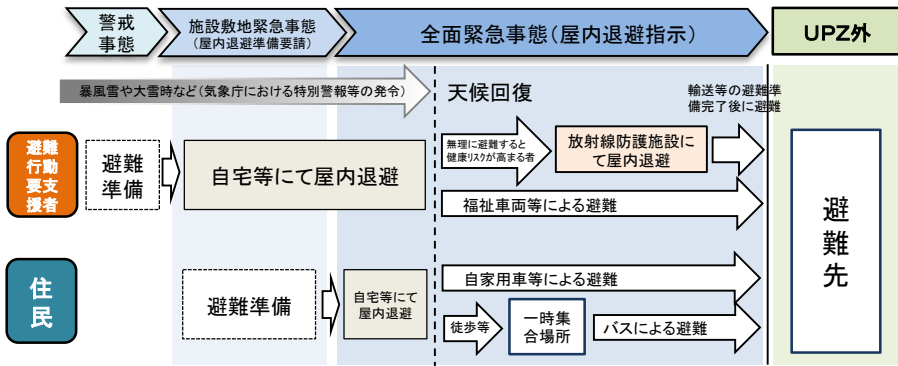 警戒
事態
施設敷地緊急事態
(屋内退避準備要請)
全面緊急事態(屋内退避指示)
UPZ外
暴風雪や大雪時など(気象庁における特別警報等の発令)
天候回復
輸送等の避難準
備完了後に避難
避難
行動
要支
援者
避難
準備
自宅等にて屋内退避
無理に避難すると
健康リスクが高まる者
放射線防護施設に
て屋内退避
福祉車両等による避難
避難先
住
民
避難準備
自宅等にて
屋内退避
自家用車等による避難
徒歩等
一時集
合場所
バスによる避難